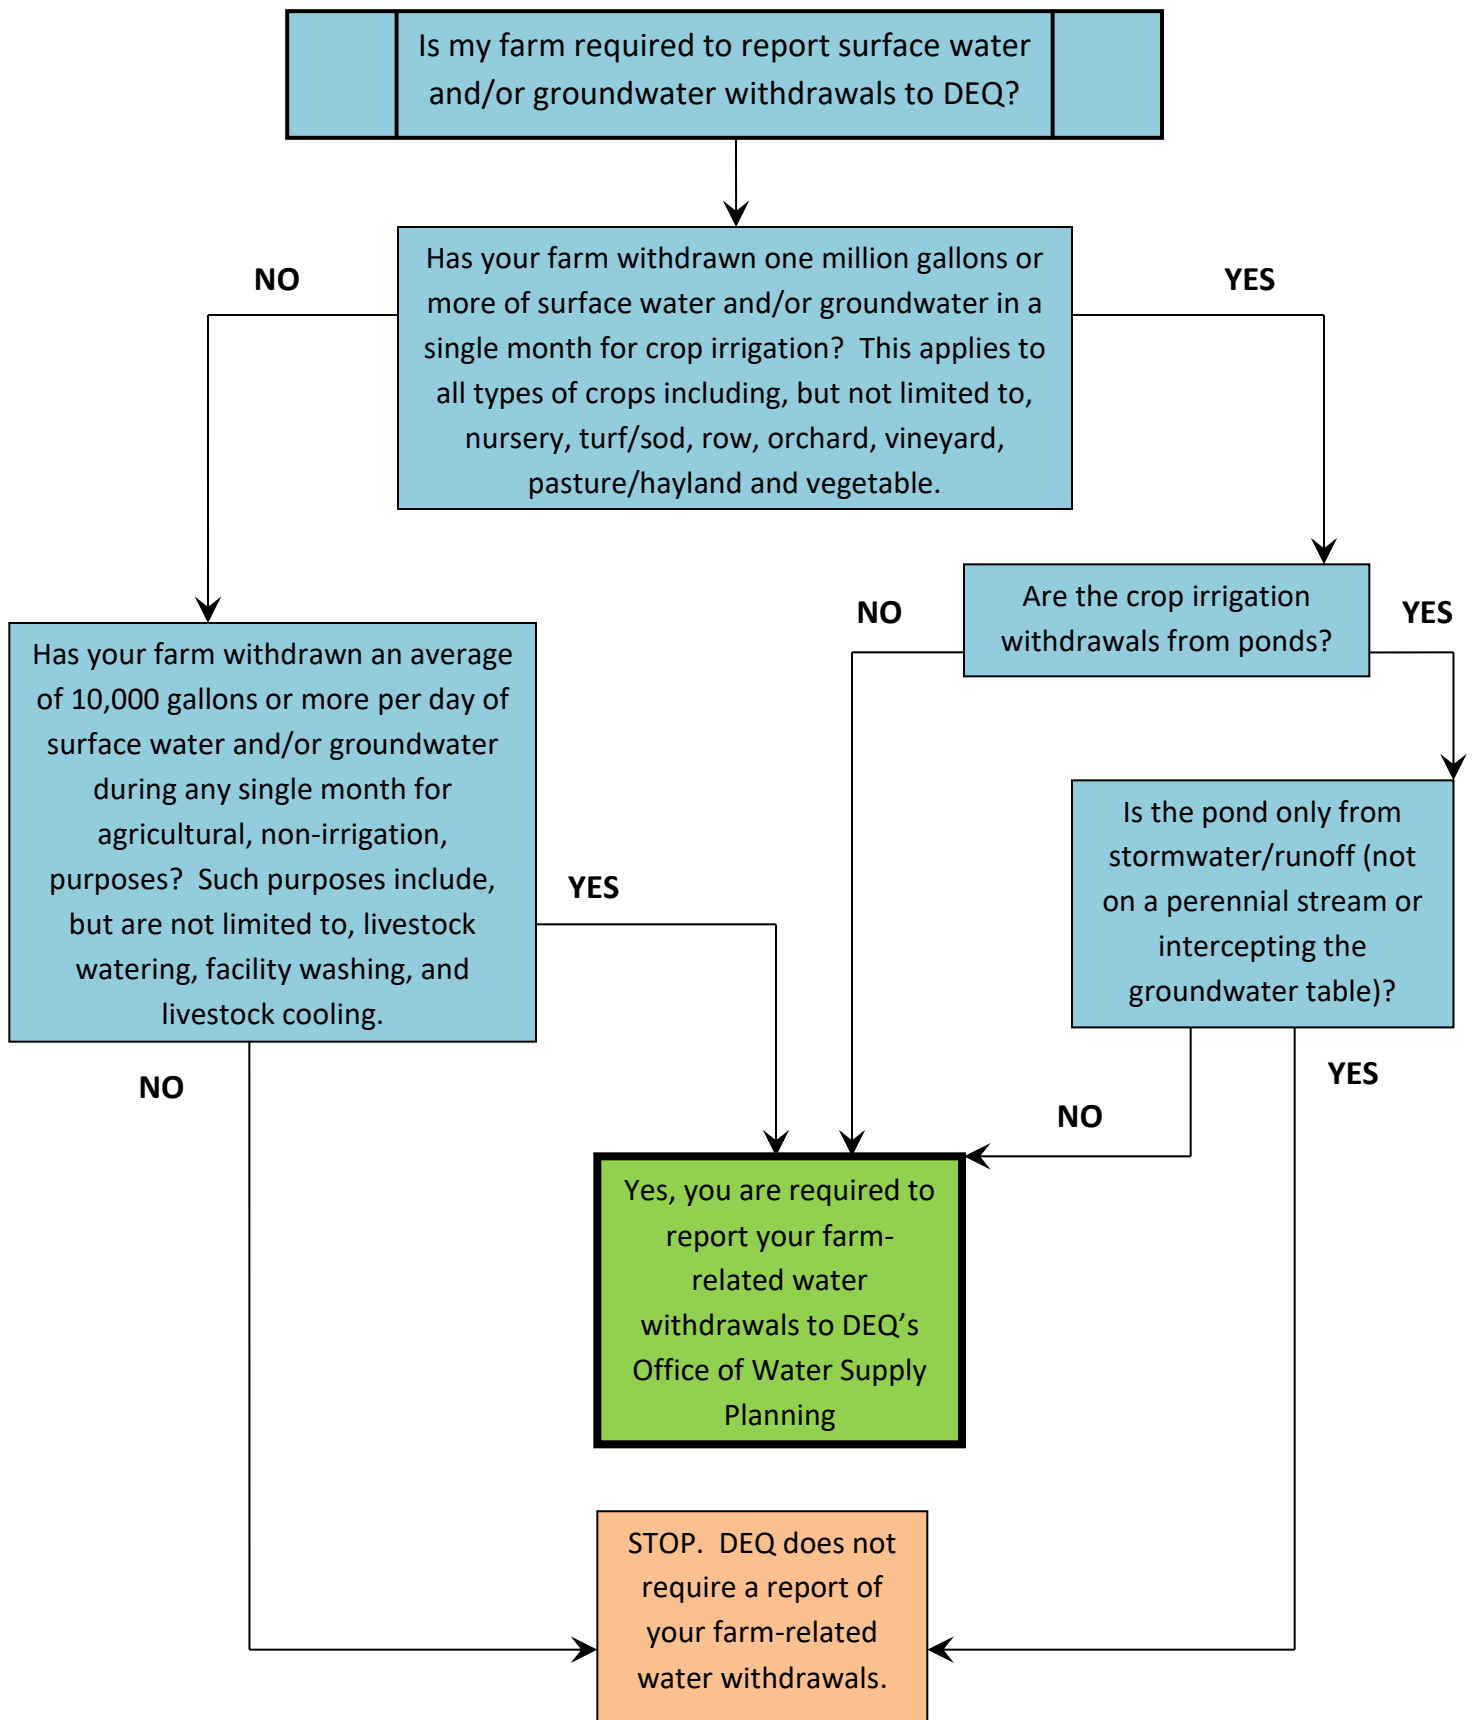 Is my farm required to report surface water
and/or groundwater withdrawals to DEQ?
NO
YES
Has your farm withdrawn one million gallons or
more of surface water and/or groundwater in a
single month for crop irrigation?  This applies to
all types of crops including, but not limited to,
nursery, turf/sod, row, orchard, vineyard,
pasture/hayland and vegetable.
NO
Are the crop irrigation
withdrawals from ponds?
YES
Has your farm withdrawn an average
of 10,000 gallons or more per day of
surface water and/or groundwater
during any single month for
agricultural, non-irrigation,
purposes?  Such purposes include,
but are not limited to, livestock
watering, facility washing, and
livestock cooling.
YES
Is the pond only from
stormwater/runoff (not
on a perennial stream or
intercepting the
groundwater table)?
NO
NO
YES
Yes, you are required to
report your farm-
related water
withdrawals to DEQ’s
Office of Water Supply
Planning
STOP.  DEQ does not
require a report of
your farm-related
water withdrawals.